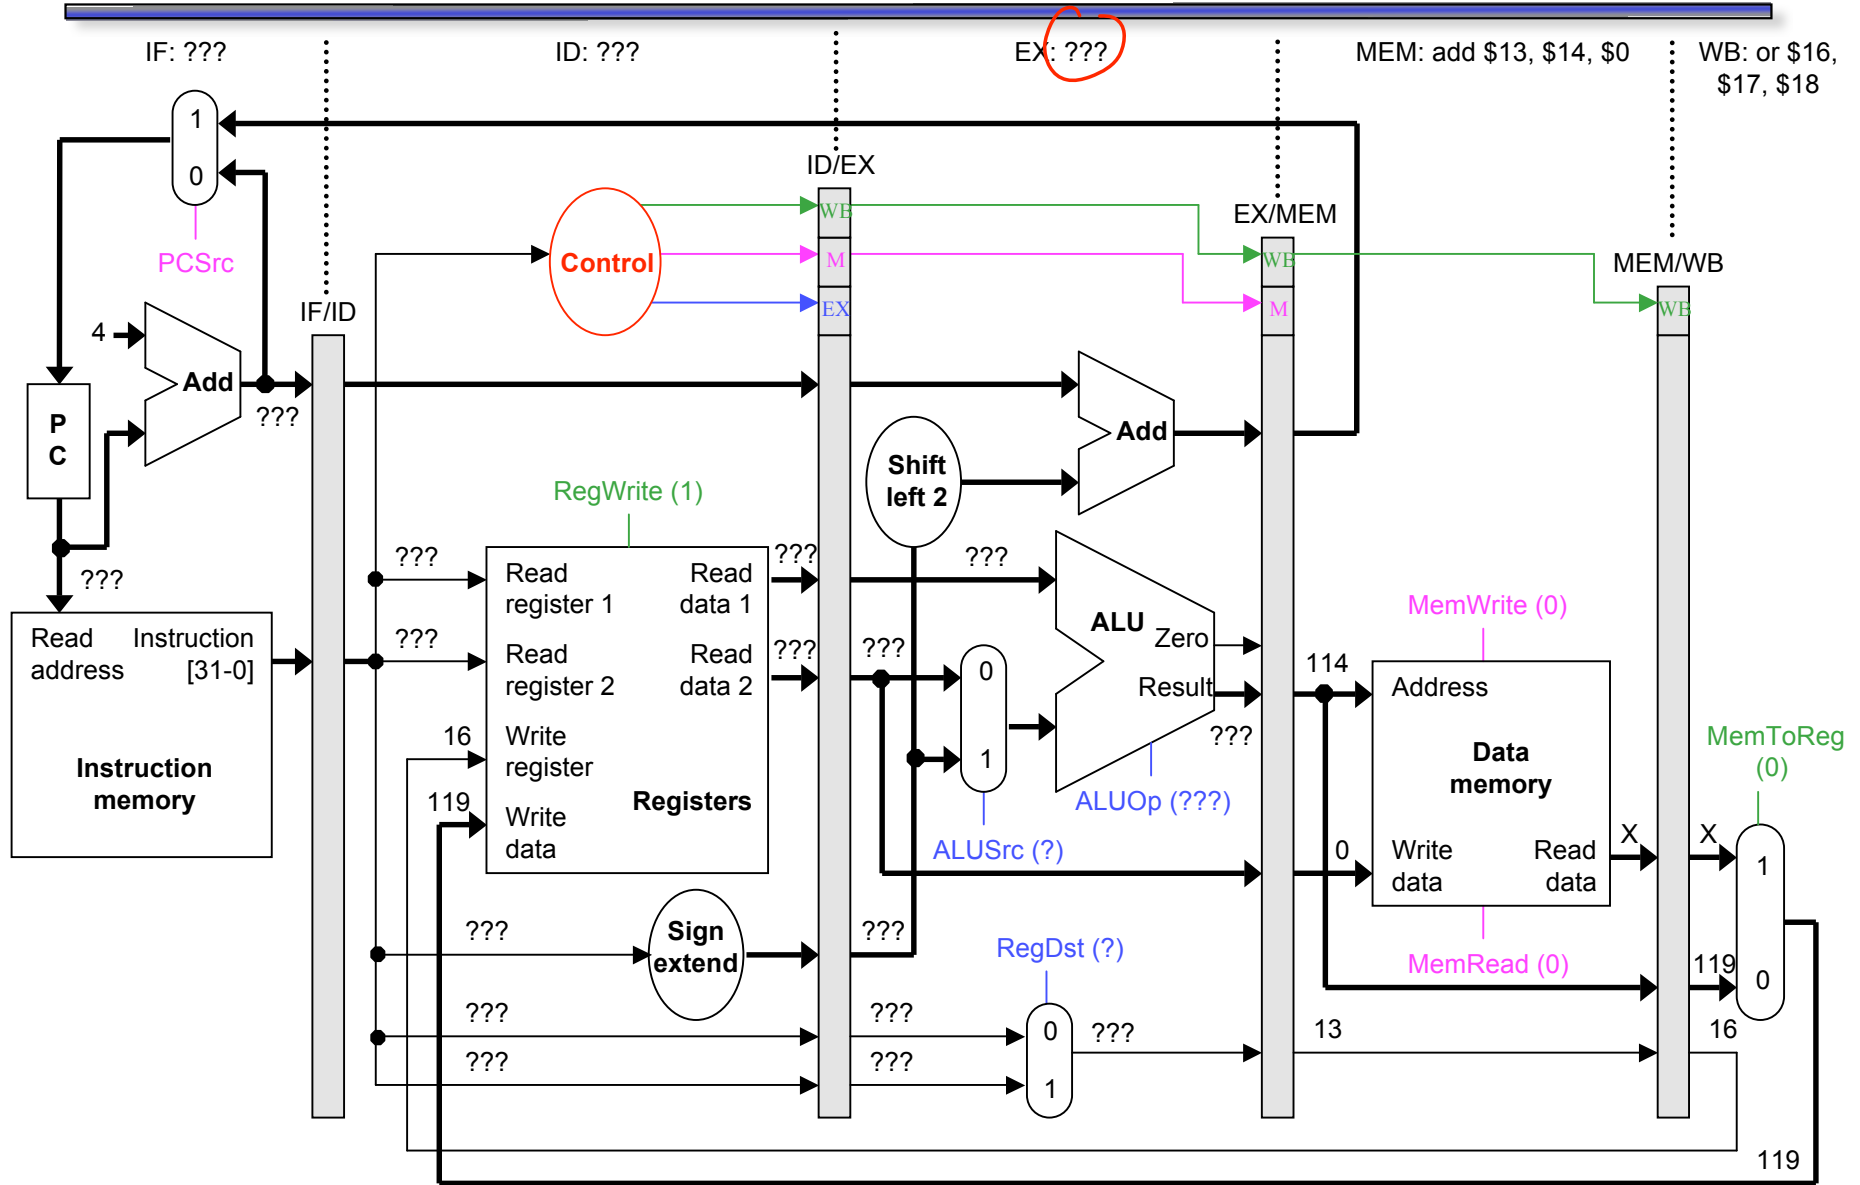 IF: ???
ID: ???
EX: ???
MEM: add $13, $14, $0
WB: or $16,
$17, $18
1
0
PCSrc
ID/EX
WB
M
EX
Control
EX/MEM
WB
M
MEM/WB
WB
IF/ID
4
Add
???
P
C
???
Add
Shift
left 2
RegWrite (1)
???
???
Read
register 1
Read
data 1
Read
register 2
Read
data 2
16
Write
register
119
Write
data
Registers
???
???
???
???
0
1
ALUSrc (?)
ALU
Zero
Result
???
ALUOp (???)
Read
address
Instruction
[31-0]
Instruction
memory
MemWrite (0)
114
Address
Data
memory
0
Write
data
Read
data
MemRead (0)
X
X
MemToReg
(0)
1
0
119
???
Sign
extend
???
RegDst (?)
???
???
???
???
0
1
???
13
16
119